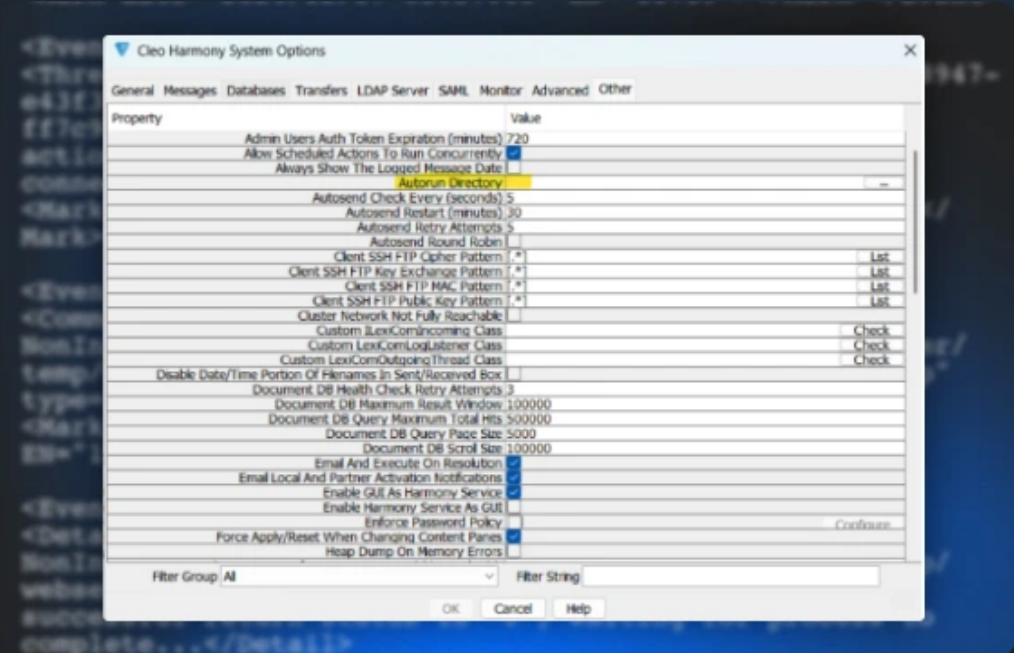 Cleo Harmony System Options
General Messages Databases Transfers LDAP Server SAML Monitor Advanced Other
Property Value
Admin Users Auth Token Expiration (minutes) 720
Allow Scheduled Actions To Run Concurrently
Always Show The Logged Message Date
Autorun Directory ...
Autosend Check Every (seconds) 5
Autosend Restart (minutes) 30
Autosend Retry Attempts 5
Autosend Round Robin
Client SSH FTP Cipher Pattern [.*] List
Client SSH FTP Key Exchange Pattern [.*] List
Client SSH FTP MAC Pattern [.*] List
Client SSH FTP Public Key Pattern [.*] List
Cluster Network Not Fully Reachable
Custom ILexiComIncoming Class Check
Custom LexiComLogListener Class Check
Custom LexiComOutgoingThread Class Check
Disable Date/Time Portion Of Filenames In Sent/Received Box
Document DB Health Check Retry Attempts 3
Document DB Maximum Result Window 100000
Document DB Query Maximum Total Hits 500000
Document DB Query Page Size 5000
Document DB Scroll Size 100000
Email And Execute On Resolution
Email Local And Partner Activation Notifications
Enable GUI As Harmony Service
Enable Harmony Service As GUI
Enforce Password Policy Configure
Force Apply/Reset When Changing Content Panes
Heap Dump On Memory Errors
Filter Group All Filter String
OK Cancel Help
complete...</Detail>